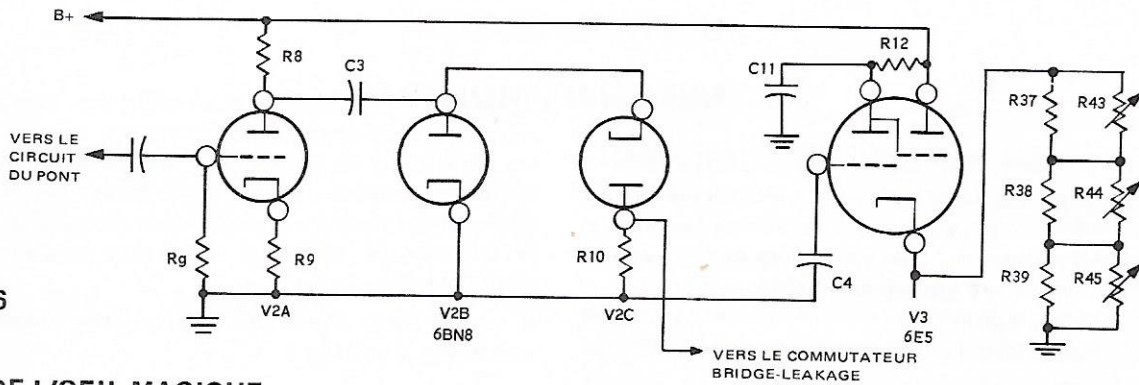 B+
R8
C3
R12
C11
R37
R43
VERS LE
CIRCUIT
DU PONT
R38
R44
Rg
R9
R10
C4
R39
R45
6
V2A
V2B
6BN8
V2C
V3
6E5
VERS LE COMMUTATEUR
BRIDGE-LEAKAGE